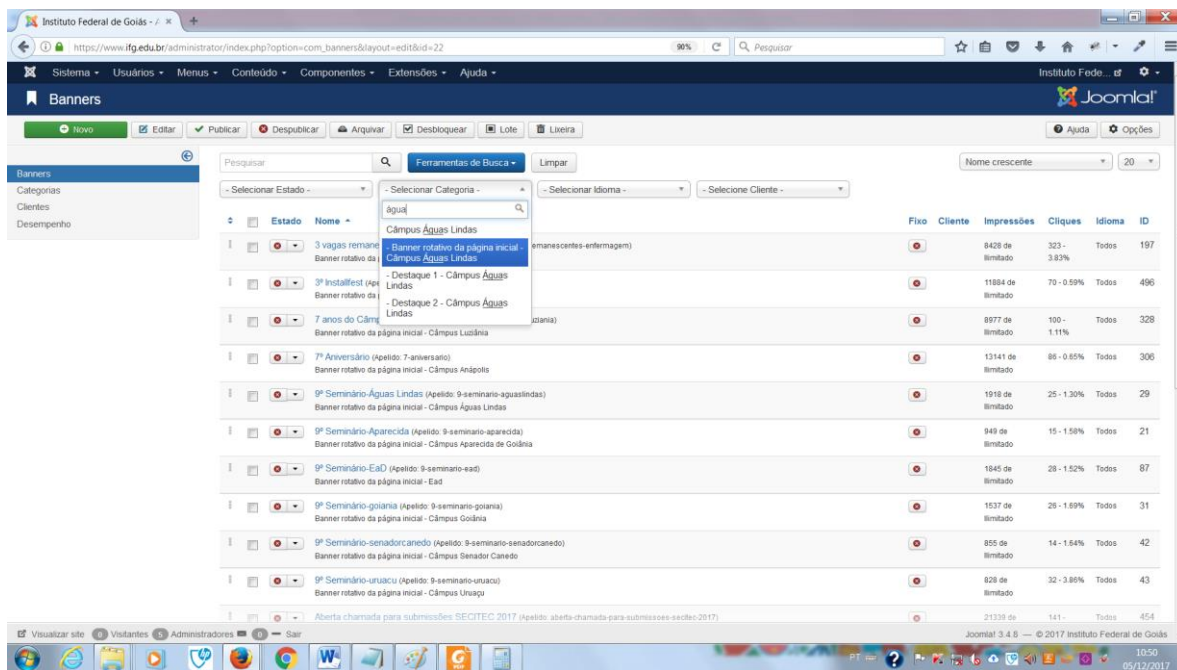 Instituto Federal de Goiás - A
https://www.ifg.edu.br/administrator/index.php?option=com_banners&layout=edit&id=22
90%
Pesquisar
Sistema Usuários Menus Conteúdo Componentes Extensões Ajuda
Instituto Fede...
Banners
Joomla!
Novo Editar Publicar Despublicar Arquivar Desbloquear Lote Lixeira
Ajuda Opções
Banners
Categorias
Clientes
Desempenho
Pesquisar Ferramentas de Busca Limpar
Nome crescente 20
- Selecionar Estado - - Selecionar Categoria - - Selecionar Idioma - - Selecione Cliente -
água
Câmpus Águas Lindas
- Banner rotativo da página inicial -
Câmpus Águas Lindas
- Destaque 1 - Câmpus Águas
Lindas
- Destaque 2 - Câmpus Águas
Lindas
Estado Nome Fixo Cliente Impressões Cliques Idioma ID
3 vagas remane emanescentes-enfermagem) 8428 de 323 - Todos 197
Banner rotativo da Ilimitado 3.83%
3º Installfest 11884 de 70 - 0.59% Todos 496
Banner rotativo da Ilimitado
7 anos do Câmp uziania) 8977 de 100 - Todos 328
Banner rotativo da página inicial - Câmpus Luziânia Ilimitado 1.11%
7º Aniversário (Apelido: 7-aniversario) 13141 de 86 - 0.65% Todos 306
Banner rotativo da página inicial - Câmpus Anápolis Ilimitado
9º Seminário-Águas Lindas (Apelido: 9-seminario-aguaslindas) 1918 de 25 - 1.30% Todos 29
Banner rotativo da página inicial - Câmpus Águas Lindas Ilimitado
9º Seminário-Aparecida (Apelido: 9-seminario-aparecida) 949 de 15 - 1.58% Todos 21
Banner rotativo da página inicial - Câmpus Aparecida de Goiânia Ilimitado
9º Seminário-EaD (Apelido: 9-seminario-ead) 1845 de 28 - 1.52% Todos 87
Banner rotativo da página inicial - Ead Ilimitado
9º Seminário-goiania (Apelido: 9-seminario-goiania) 1537 de 26 - 1.69% Todos 31
Banner rotativo da página inicial - Câmpus Goiânia Ilimitado
9º Seminário-senadorcanedo (Apelido: 9-seminario-senadorcanedo) 855 de 14 - 1.64% Todos 42
Banner rotativo da página inicial - Câmpus Senador Canedo Ilimitado
9º Seminário-uruacu (Apelido: 9-seminario-uruacu) 828 de 32 - 3.86% Todos 43
Banner rotativo da página inicial - Câmpus Uruaçu Ilimitado
Aberta chamada para submissões SECITEC 2017 (Apelido: aberta-chamada-para-submissoes-secitec-2017) 21339 de 141 - Todos 454
Visualizar site 0 Visitantes 5 Administradores 0 Sair
Joomla! 3.4.8 — © 2017 Instituto Federal de Goiás
PT
10:50
05/12/2017